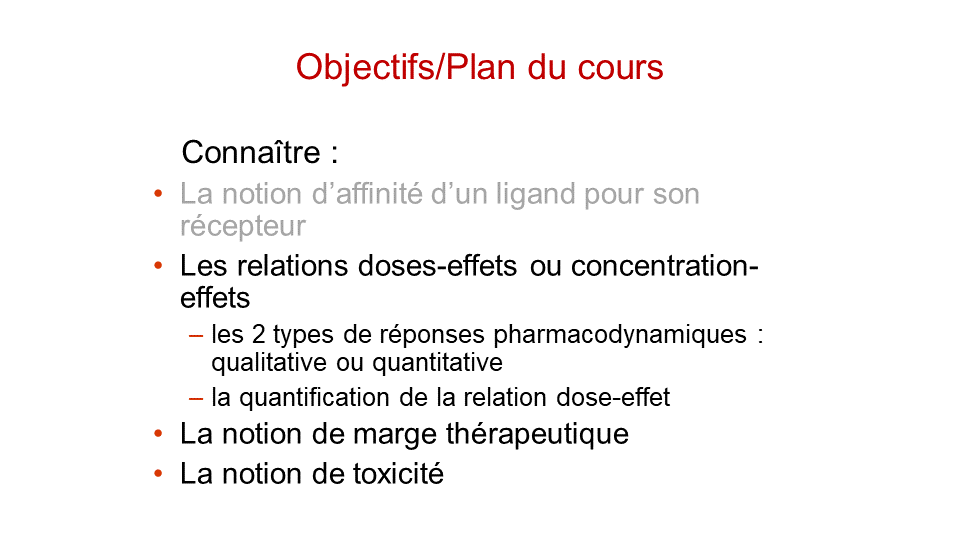 Objectifs/Plan du cours
Connaître :
• La notion d’affinité d’un ligand pour son
récepteur
• Les relations doses-effets ou concentration-
effets
– les 2 types de réponses pharmacodynamiques :
qualitative ou quantitative
– la quantification de la relation dose-effet
• La notion de marge thérapeutique
• La notion de toxicité